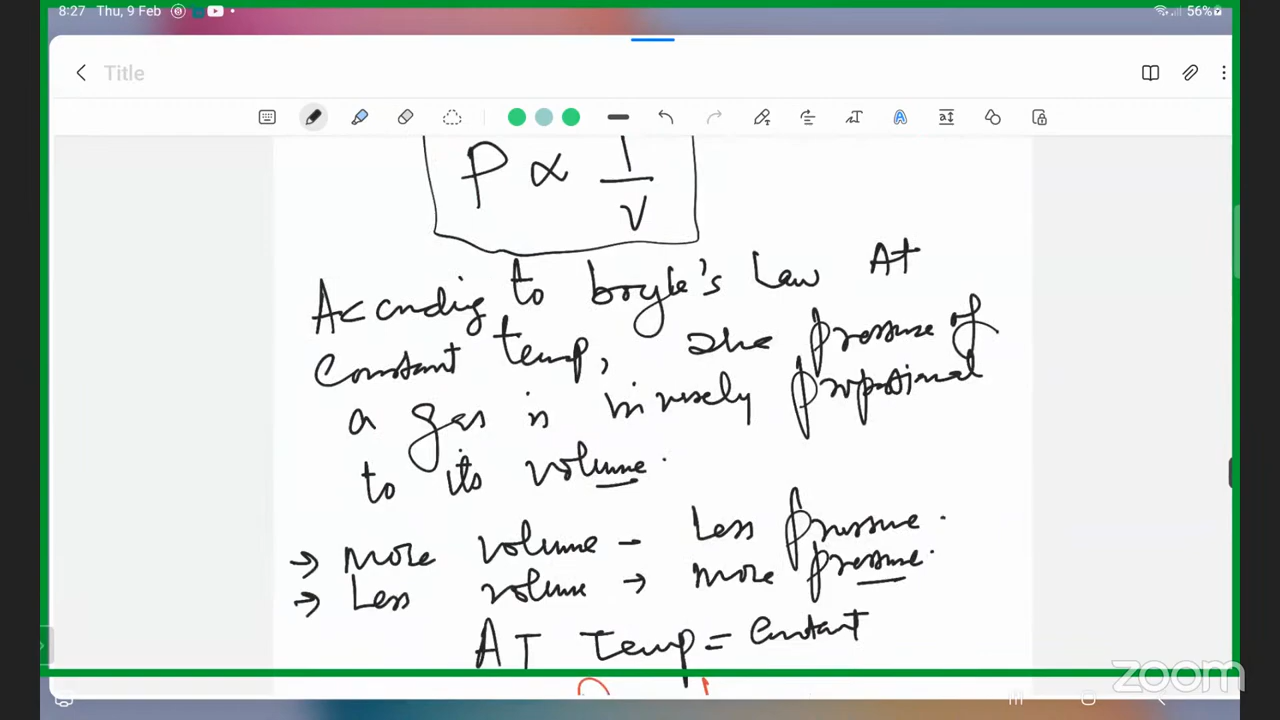 8:27 Thu, 9 Feb
56%
Title
P ∝ 1/V
According to boyle's Law At
Constant temp, the pressure of
a gas is inversely proportional
to its volume.
→ More volume - Less pressure.
→ Less volume → more pressure.
AT Temp = Constant
zoom